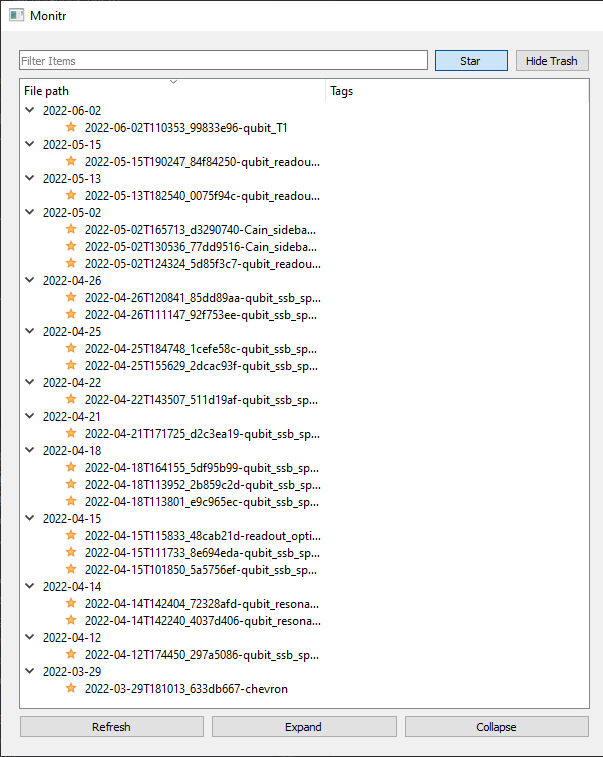 Monitr
Filter Items
Star
Hide Trash
File path
Tags
2022-06-02
2022-06-02T110353_99833e96-qubit_T1
2022-05-15
2022-05-15T190247_84f84250-qubit_readou...
2022-05-13
2022-05-13T182540_0075f94c-qubit_readou...
2022-05-02
2022-05-02T165713_d3290740-Cain_sideba...
2022-05-02T130536_77dd9516-Cain_sideba...
2022-05-02T124324_5d85f3c7-qubit_readou...
2022-04-26
2022-04-26T120841_85dd89aa-qubit_ssb_sp...
2022-04-26T111147_92f753ee-qubit_ssb_sp...
2022-04-25
2022-04-25T184748_1cefe58c-qubit_ssb_sp...
2022-04-25T155629_2dcac93f-qubit_ssb_sp...
2022-04-22
2022-04-22T143507_511d19af-qubit_ssb_sp...
2022-04-21
2022-04-21T171725_d2c3ea19-qubit_ssb_sp...
2022-04-18
2022-04-18T164155_5df95b99-qubit_ssb_sp...
2022-04-18T113952_2b859c2d-qubit_ssb_sp...
2022-04-18T113801_e9c965ec-qubit_ssb_sp...
2022-04-15
2022-04-15T115833_48cab21d-readout_opti...
2022-04-15T111733_8e694eda-qubit_ssb_sp...
2022-04-15T101850_5a5756ef-qubit_ssb_sp...
2022-04-14
2022-04-14T142404_72328afd-qubit_resona...
2022-04-14T142240_4037d406-qubit_resona...
2022-04-12
2022-04-12T174450_297a5086-qubit_ssb_sp...
2022-03-29
2022-03-29T181013_633db667-chevron
Refresh
Expand
Collapse